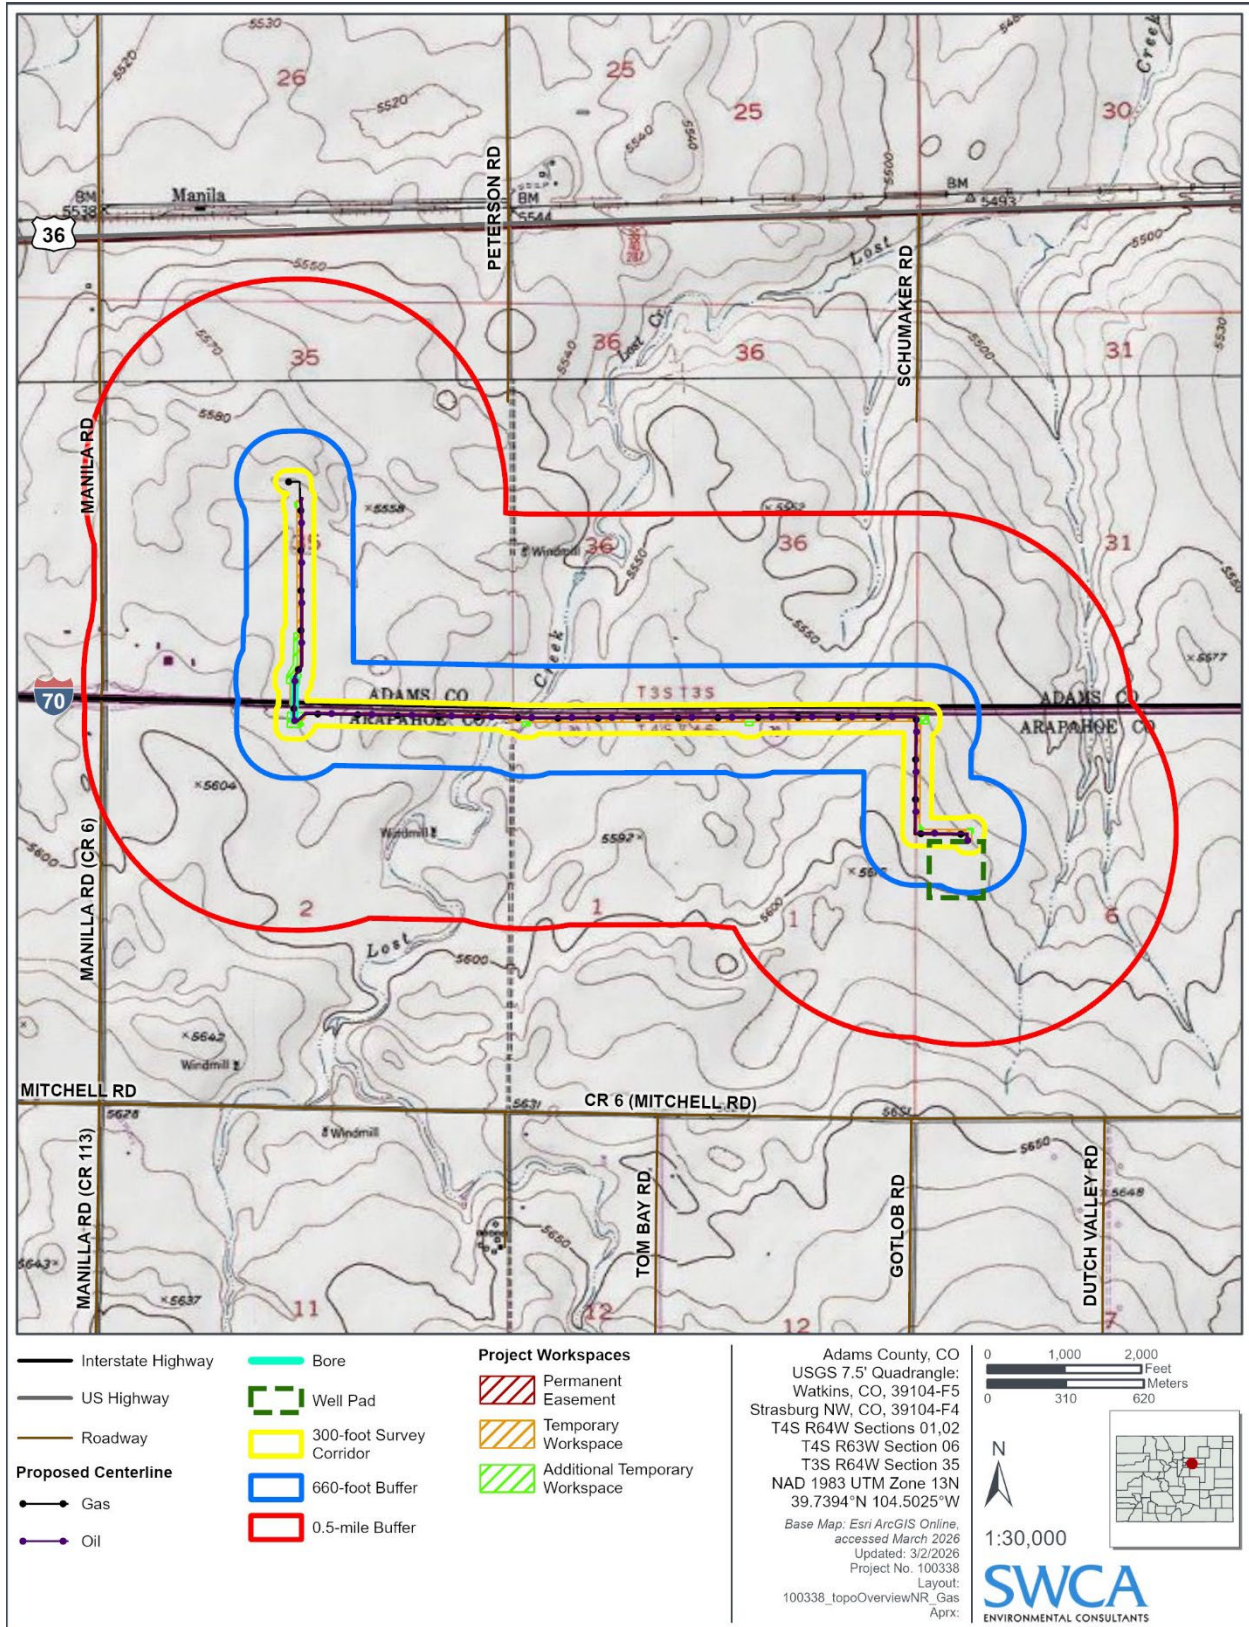 5530
5520
26
25
25
30
Creek
5520
5540
5540
5500
PETERSON RD
BM
5538
Manila
BM
5544
BM
5493
36
287
Lost
5500
5550
SCHUMAKER RD
5570
35
5540
36
Lost
Cr
36
5500
31
5530
5580
MANILA RD
×5558
×5552
36
36
31
Windmill
5550
5550
×5577
Creek
70
ADAMS CO
ARAPAHOE CO
T3S T3S
T4S T4S
ADAMS CO
ARAPAHOE CO
×5604
Windmill
5592×
5600
MANILLA RD (CR 6)
2
1
1
5600
6
Lost
5600
×5642
Windmill
MITCHELL RD
5628
5631
CR 6 (MITCHELL RD)
5650
Windmill
MANILLA RD (CR 113)
TOM BAY RD
GOTLOB RD
DUTCH VALLEY RD
5648
5650
5643×
×5637
11
12
12
7
Interstate Highway
US Highway
Roadway
Proposed Centerline
Gas
Oil
Bore
Well Pad
300-foot Survey
Corridor
660-foot Buffer
0.5-mile Buffer
Project Workspaces
Permanent
Easement
Temporary
Workspace
Additional Temporary
Workspace
Adams County, CO
USGS 7.5' Quadrangle:
Watkins, CO, 39104-F5
Strasburg NW, CO, 39104-F4
T4S R64W Sections 01,02
T4S R63W Section 06
T3S R64W Section 35
NAD 1983 UTM Zone 13N
39.7394°N 104.5025°W
Base Map: Esri ArcGIS Online,
accessed March 2026
Updated: 3/2/2026
Project No. 100338
Layout:
100338_topoOverviewNR_Gas
Aprx:
0 1,000 2,000
Feet
Meters
0 310 620
N
1:30,000
SWCA
ENVIRONMENTAL CONSULTANTS